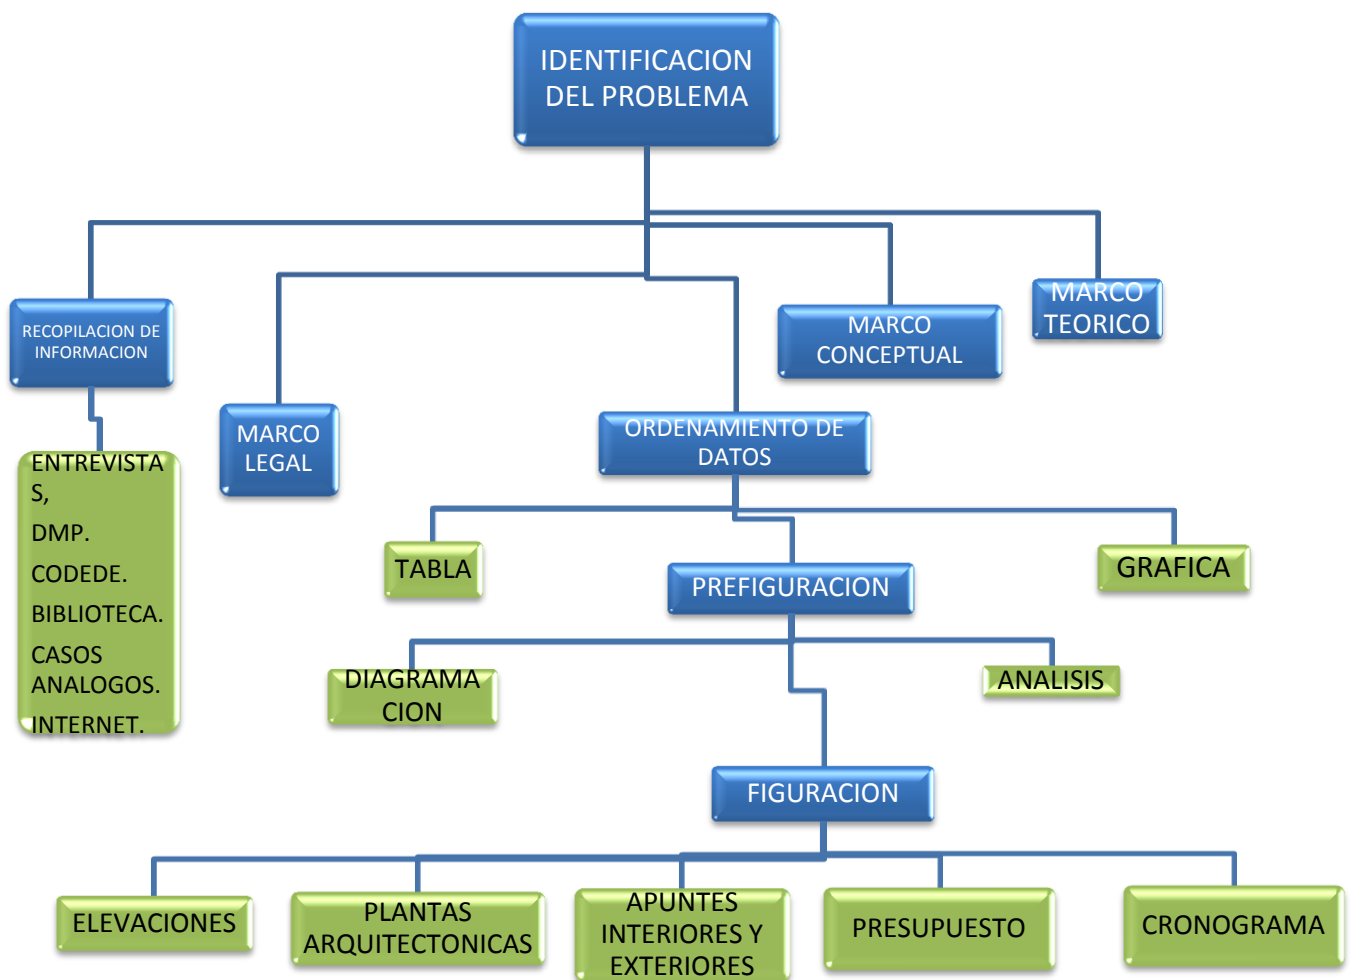 IDENTIFICACION
DEL PROBLEMA
RECOPILACION DE
INFORMACION
MARCO
LEGAL
MARCO
CONCEPTUAL
MARCO
TEORICO
ENTREVISTA
S,
DMP.
CODEDE.
BIBLIOTECA.
CASOS
ANALOGOS.
INTERNET.
ORDENAMIENTO DE
DATOS
TABLA
PREFIGURACION
GRAFICA
DIAGRAMA
CION
ANALISIS
FIGURACION
ELEVACIONES
PLANTAS
ARQUITECTONICAS
APUNTES
INTERIORES Y
EXTERIORES
PRESUPUESTO
CRONOGRAMA